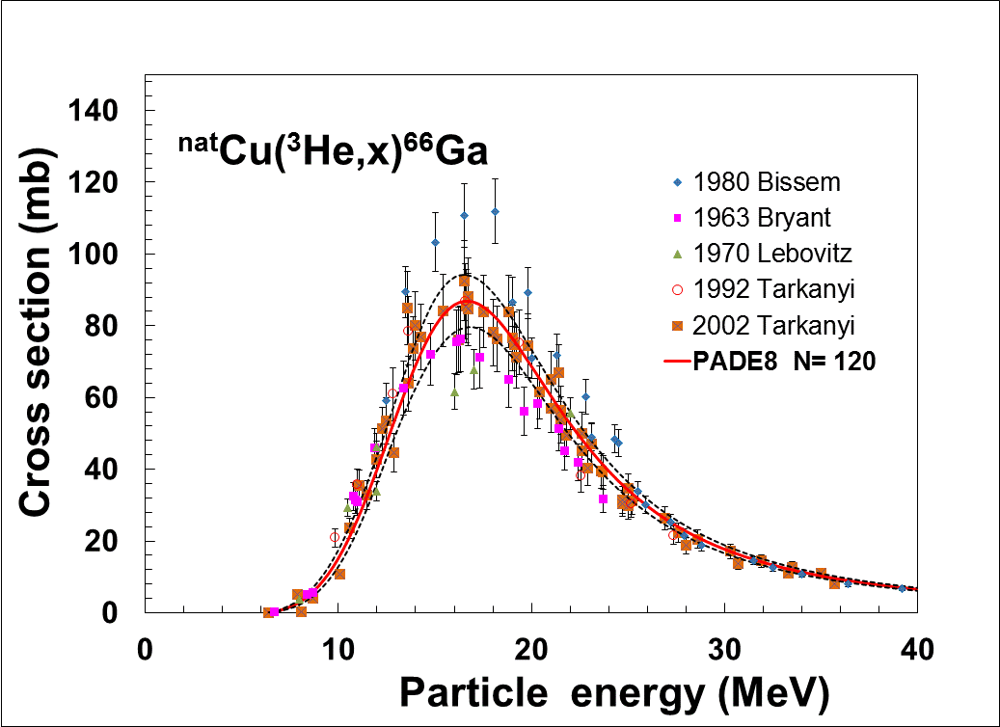 140
120
100
80
60
40
20
0
0 10 20 30 40
Cross section (mb)
Particle energy (MeV)
ⁿᵃᵗCu(³He,x)⁶⁶Ga
1980 Bissem
1963 Bryant
1970 Lebovitz
1992 Tarkanyi
2002 Tarkanyi
PADE8 N= 120